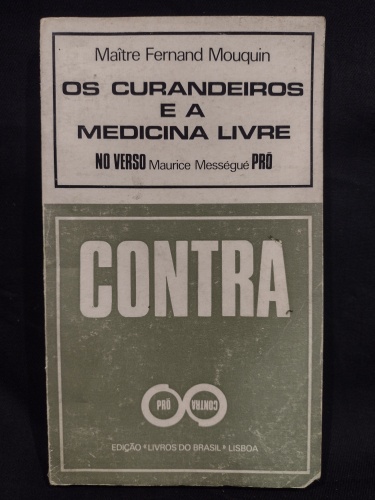 Maître Fernand Mouquin
OS CURANDEIROS
E A
MEDICINA LIVRE
NO VERSO Maurice Mességué PRÓ
CONTRA
PRÓ CONTRA
EDIÇÃO • LIVROS DO BRASIL • LISBOA